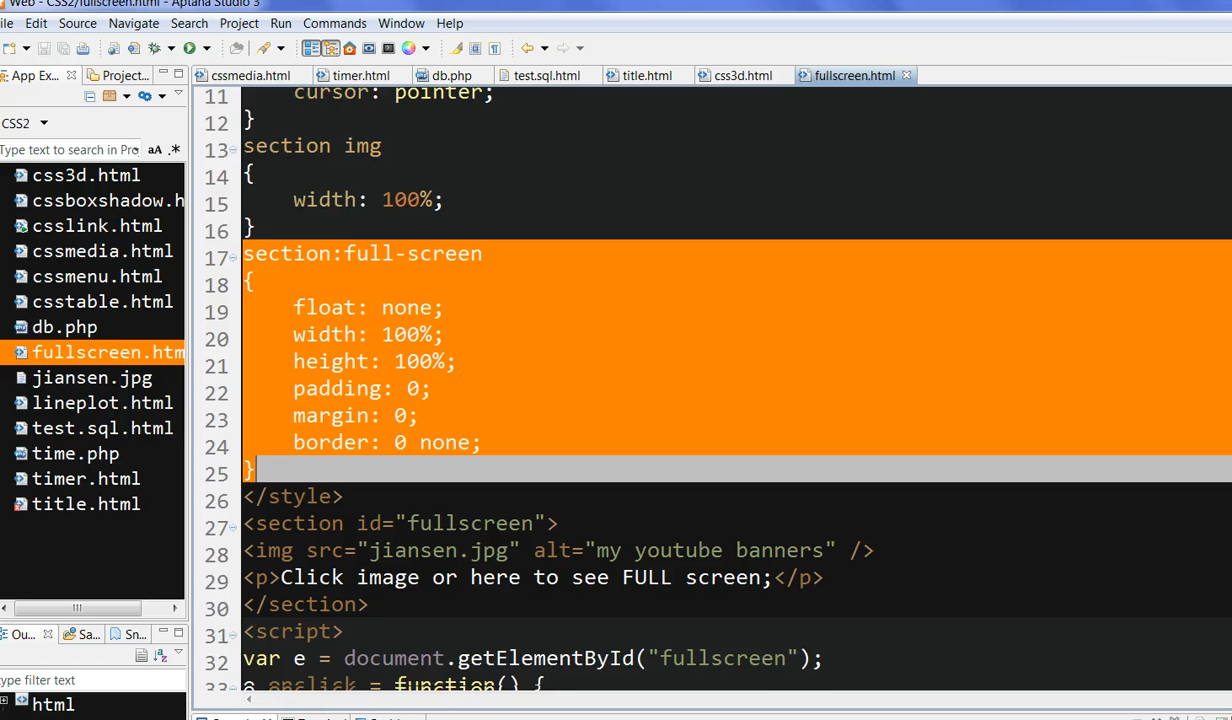 Web - CSS2/fullscreen.html - Aptana Studio 3
File Edit Source Navigate Search Project Run Commands Window Help
App Ex... Project...
cssmedia.html timer.html db.php test.sql.html title.html css3d.html fullscreen.html
CSS2
Type text to search in Pro aA .*
css3d.html
cssboxshadow.h
csslink.html
cssmedia.html
cssmenu.html
csstable.html
db.php
fullscreen.htm
jiansen.jpg
lineplot.html
test.sql.html
time.php
timer.html
title.html
Ou... Sa... Sn...
type filter text
html
11 cursor: pointer;
12 }
13 section img
14 {
15 width: 100%;
16 }
17 section:full-screen
18 {
19 float: none;
20 width: 100%;
21 height: 100%;
22 padding: 0;
23 margin: 0;
24 border: 0 none;
25 }
26 </style>
27 <section id="fullscreen">
28 <img src="jiansen.jpg" alt="my youtube banners" />
29 <p>Click image or here to see FULL screen;</p>
30 </section>
31 <script>
32 var e = document.getElementById("fullscreen");
33 e.onclick = function() {